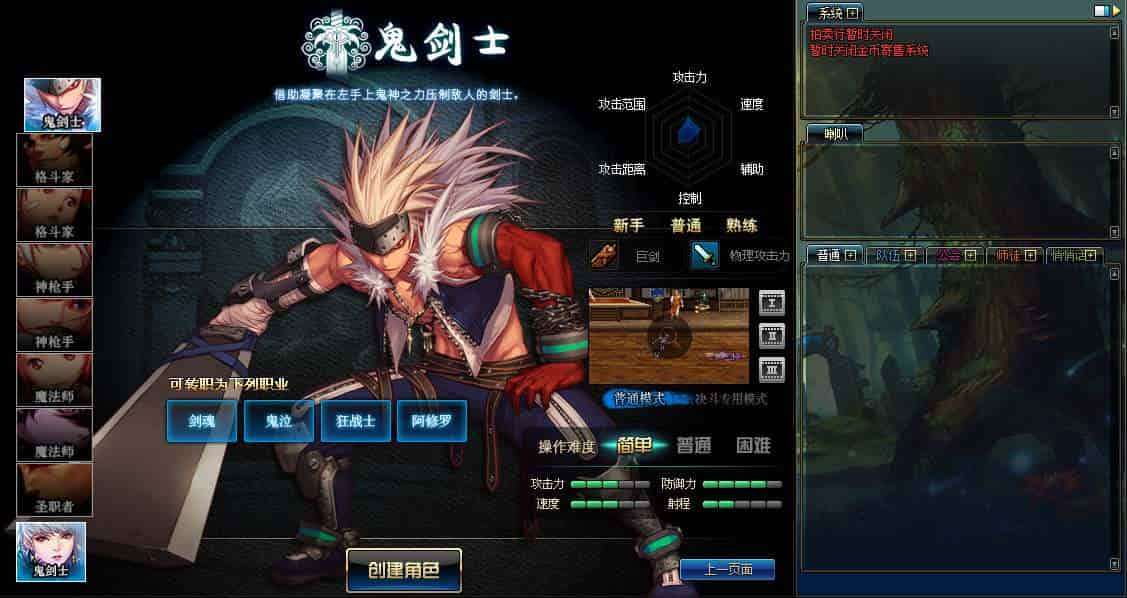 鬼剑士
借助凝聚在左手上鬼神之力压制敌人的剑士。
鬼剑士
格斗家
格斗家
神枪手
神枪手
魔法师
魔法师
圣职者
鬼剑士
攻击力
攻击范围
速度
攻击距离
辅助
控制
新手 普通 熟练
巨剑 物理攻击力
I
II
III
普通模式 决斗专用模式
可转职为下列职业
剑魂 鬼泣 狂战士 阿修罗
操作难度 简单 普通 困难
攻击力 防御力
速度 射程
创建角色
上一页面
系统
拍卖行暂时关闭
暂时关闭金币寄售系统
喇叭
普通 队伍 公会 师徒 悄悄话